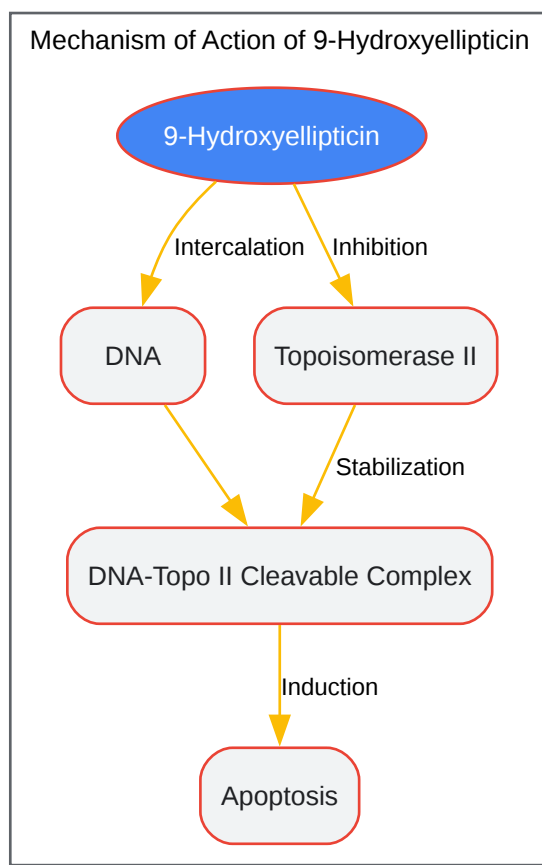 Mechanism of Action of 9-Hydroxyellipticin
9-Hydroxyellipticin
Intercalation
Inhibition
DNA
Topoisomerase II
Stabilization
DNA-Topo II Cleavable Complex
Induction
Apoptosis